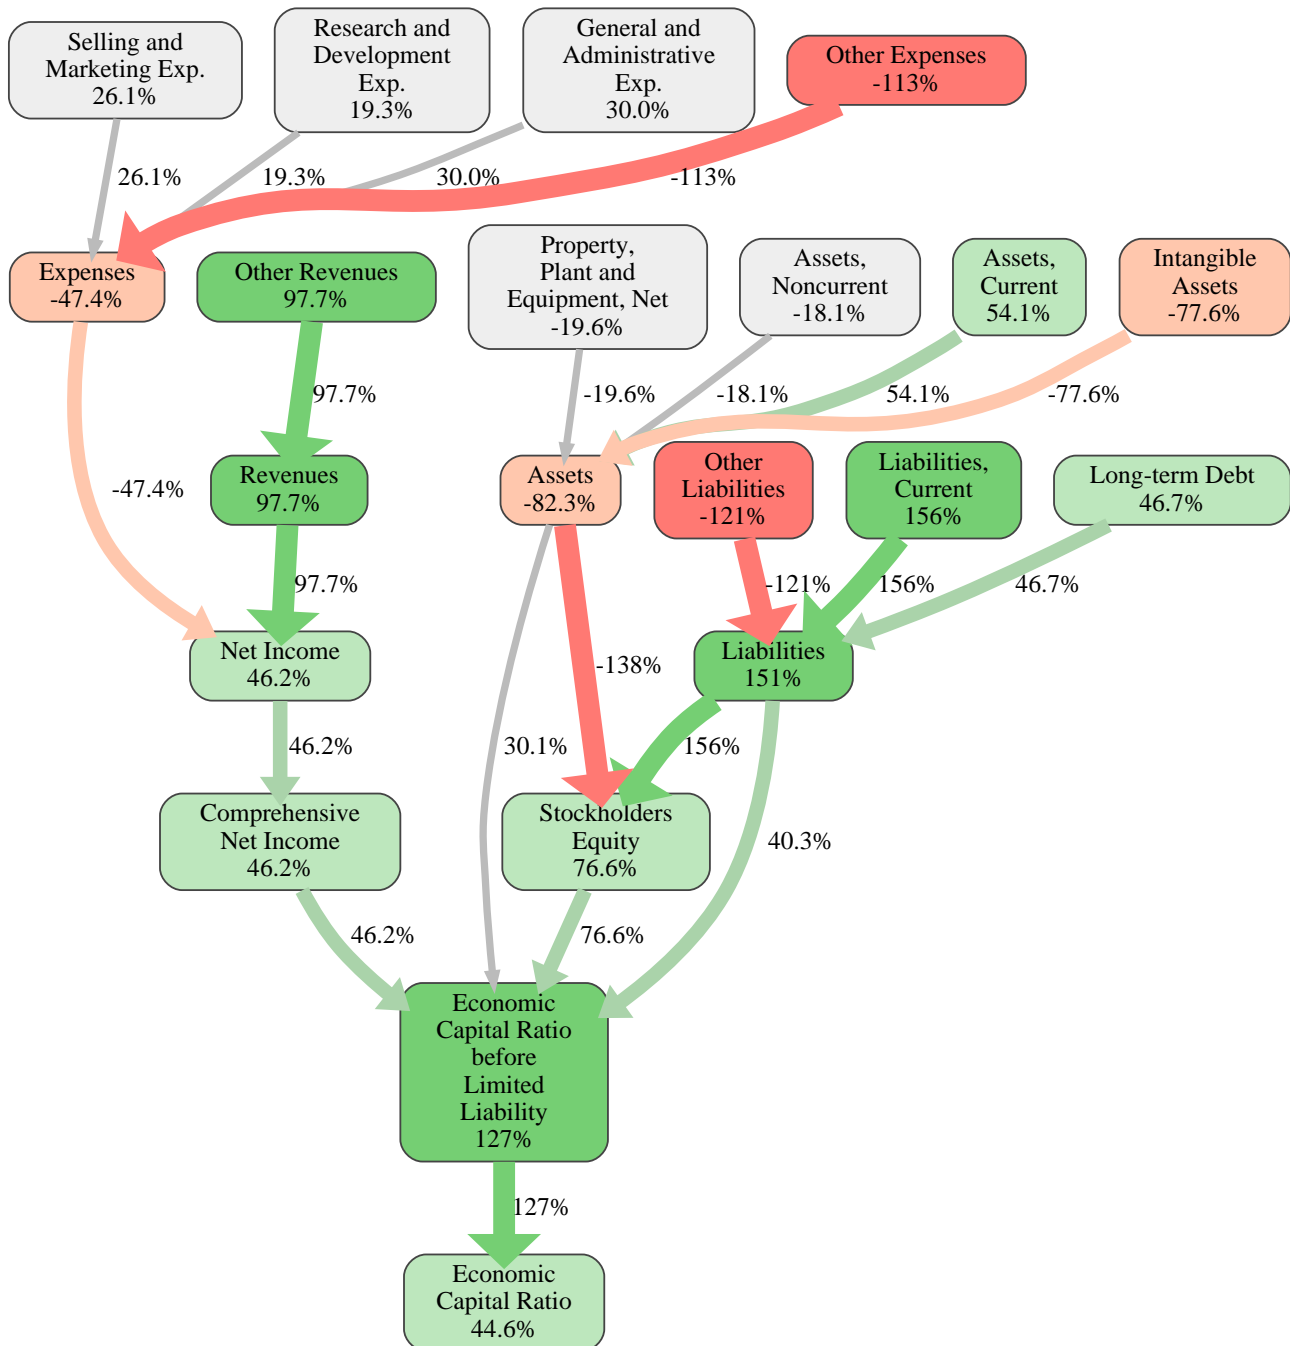 Selling and
Marketing Exp.
26.1%
Research and
Development
Exp.
19.3%
General and
Administrative
Exp.
30.0%
Other Expenses
-113%
26.1%
19.3%
30.0%
-113%
Expenses
-47.4%
Other Revenues
97.7%
Property,
Plant and
Equipment, Net
-19.6%
Assets,
Noncurrent
-18.1%
Assets,
Current
54.1%
Intangible
Assets
-77.6%
97.7%
-19.6%
-18.1%
54.1%
-77.6%
-47.4%
Revenues
97.7%
Assets
-82.3%
Other
Liabilities
-121%
Liabilities,
Current
156%
Long-term Debt
46.7%
97.7%
-121%
156%
46.7%
Net Income
46.2%
-138%
Liabilities
151%
46.2%
30.1%
156%
Comprehensive
Net Income
46.2%
Stockholders
Equity
76.6%
40.3%
46.2%
76.6%
Economic
Capital Ratio
before
Limited
Liability
127%
127%
Economic
Capital Ratio
44.6%